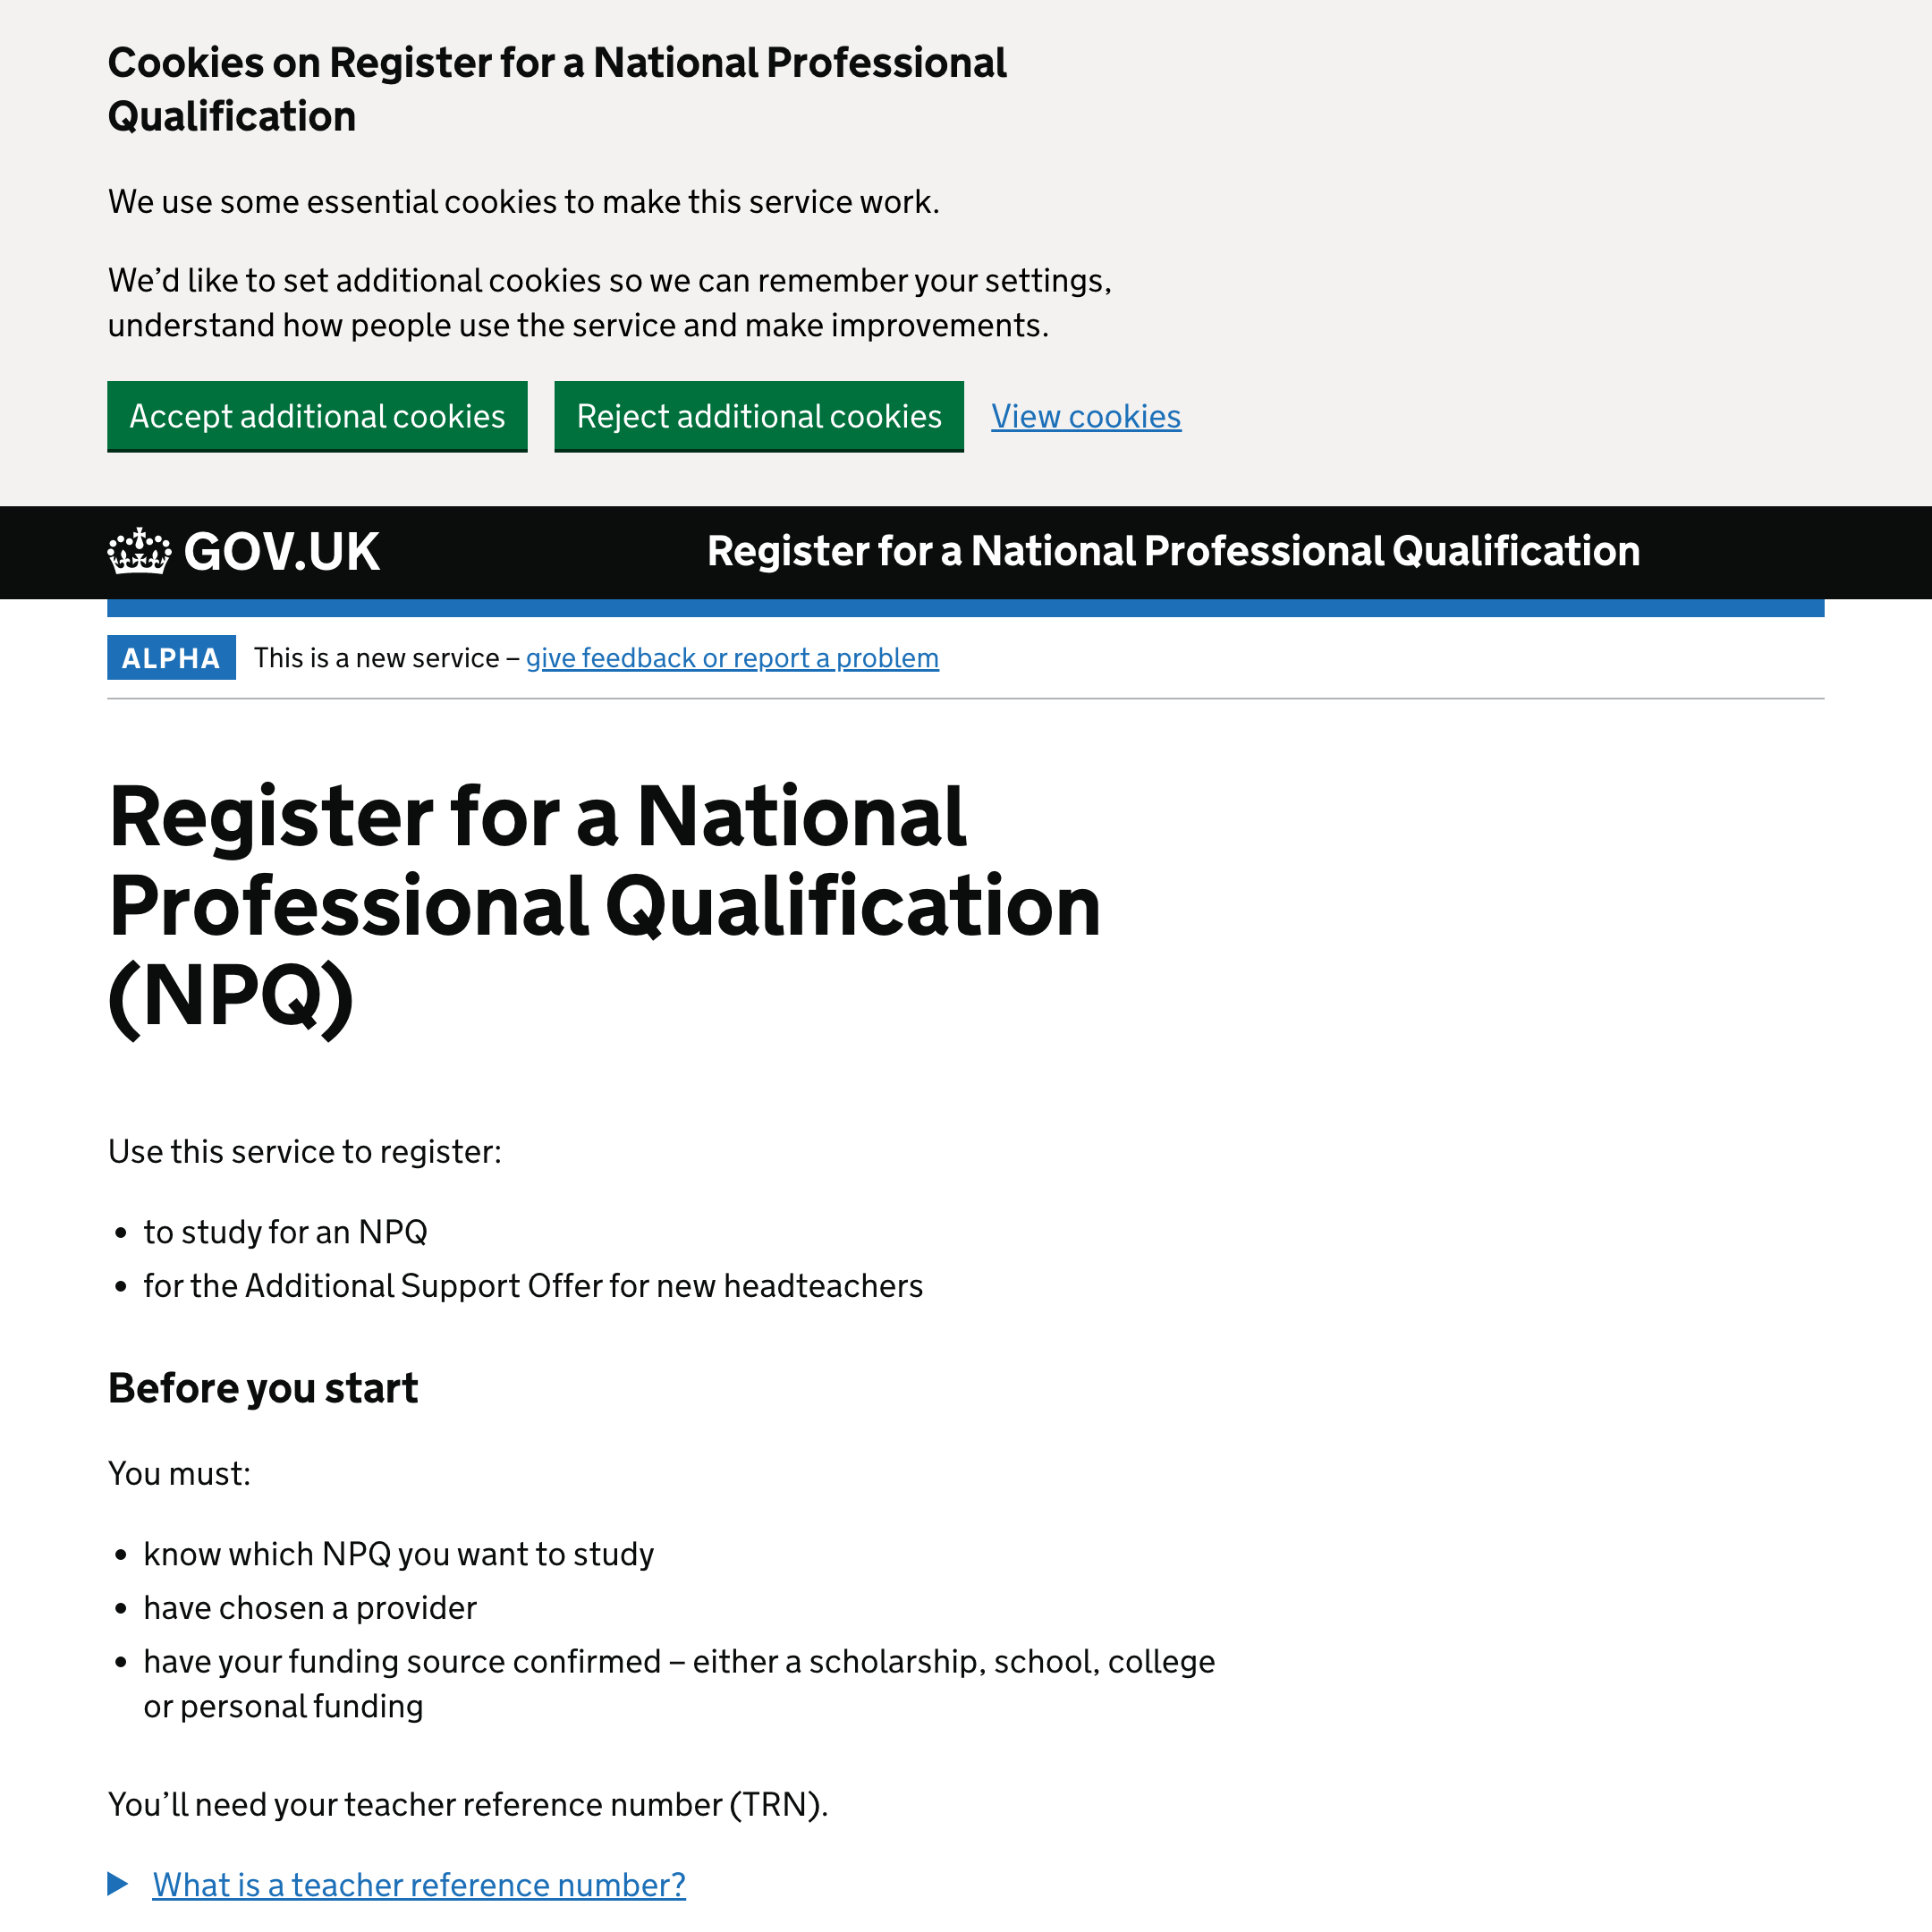 Cookies on Register for a National Professional
Qualification
We use some essential cookies to make this service work.
We’d like to set additional cookies so we can remember your settings,
understand how people use the service and make improvements.
Accept additional cookies Reject additional cookies View cookies
GOV.UK Register for a National Professional Qualification
ALPHA This is a new service – give feedback or report a problem
Register for a National
Professional Qualification
(NPQ)
Use this service to register:
• to study for an NPQ
• for the Additional Support Offer for new headteachers
Before you start
You must:
• know which NPQ you want to study
• have chosen a provider
• have your funding source confirmed – either a scholarship, school, college
or personal funding
You’ll need your teacher reference number (TRN).
What is a teacher reference number?